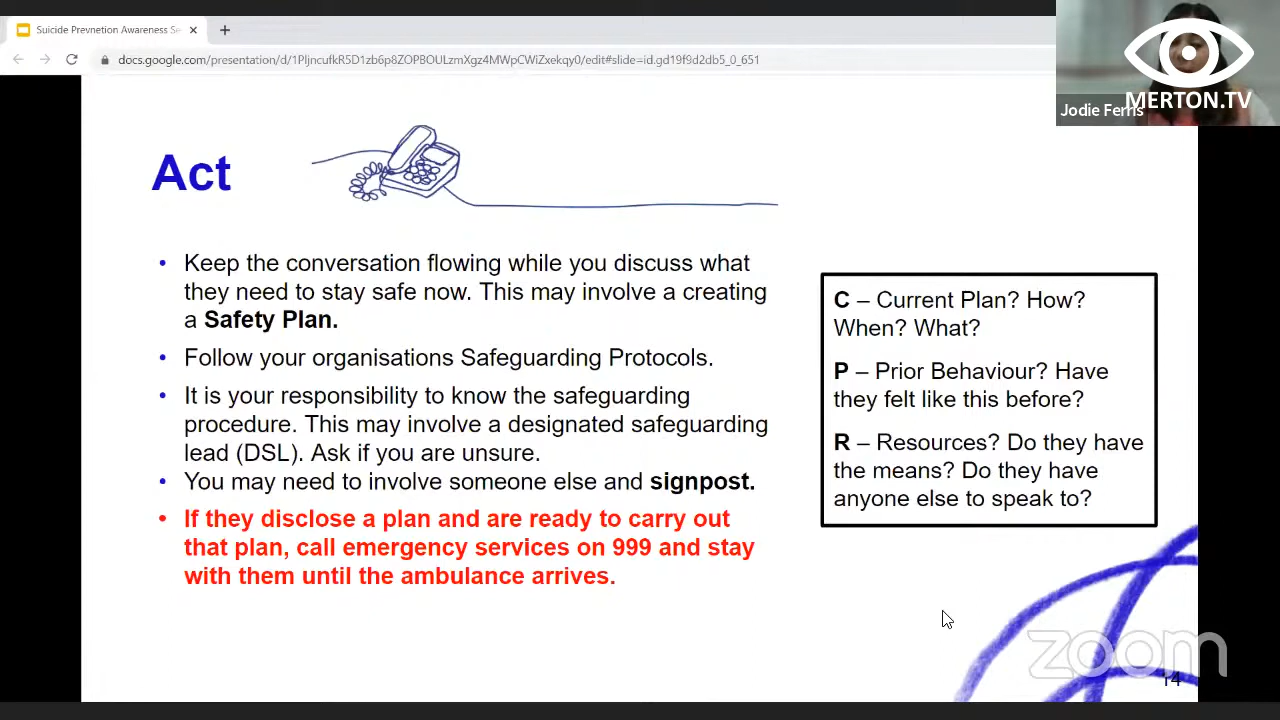 Suicide Prevnetion Awareness Se
docs.google.com/presentation/d/1PIjncufkR5D1zb6p8ZOPBOULzmXgz4MWpCWiZxekqy0/edit#slide=id.gd19f9d2db5_0_651
Jodie Ferris
MERTON.TV
Act
• Keep the conversation flowing while you discuss what
they need to stay safe now. This may involve a creating
a Safety Plan.
• Follow your organisations Safeguarding Protocols.
• It is your responsibility to know the safeguarding
procedure. This may involve a designated safeguarding
lead (DSL). Ask if you are unsure.
• You may need to involve someone else and signpost.
• If they disclose a plan and are ready to carry out
that plan, call emergency services on 999 and stay
with them until the ambulance arrives.
C – Current Plan? How?
When? What?
P – Prior Behaviour? Have
they felt like this before?
R – Resources? Do they have
the means? Do they have
anyone else to speak to?
zoom
14